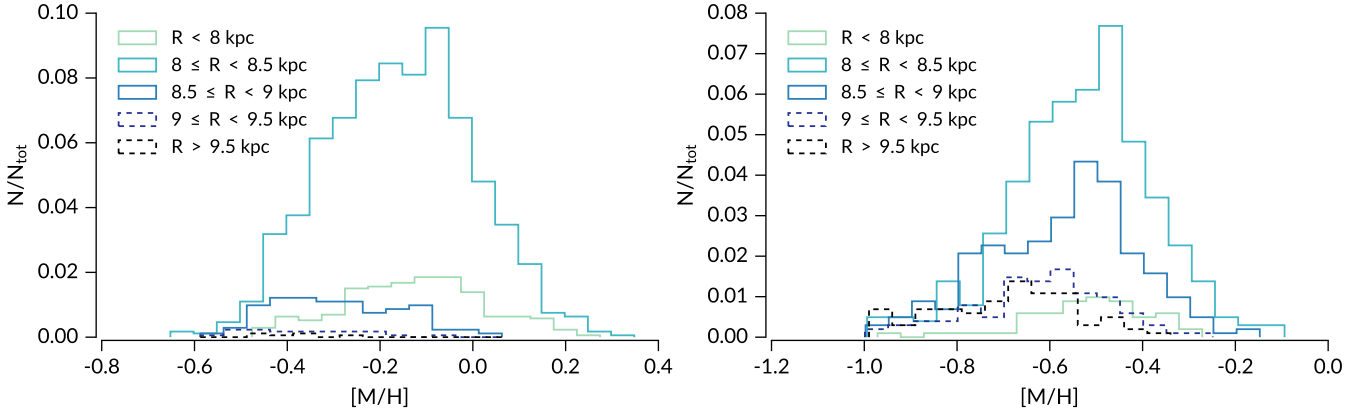 0.10
0.08
0.06
0.04
0.02
0.00
N/Ntot
R < 8 kpc
8 ≤ R < 8.5 kpc
8.5 ≤ R < 9 kpc
9 ≤ R < 9.5 kpc
R > 9.5 kpc
-0.8 -0.6 -0.4 -0.2 0.0 0.2 0.4
[M/H]
0.08
0.07
0.06
0.05
0.04
0.03
0.02
0.01
0.00
N/Ntot
R < 8 kpc
8 ≤ R < 8.5 kpc
8.5 ≤ R < 9 kpc
9 ≤ R < 9.5 kpc
R > 9.5 kpc
-1.2 -1.0 -0.8 -0.6 -0.4 -0.2 0.0
[M/H]